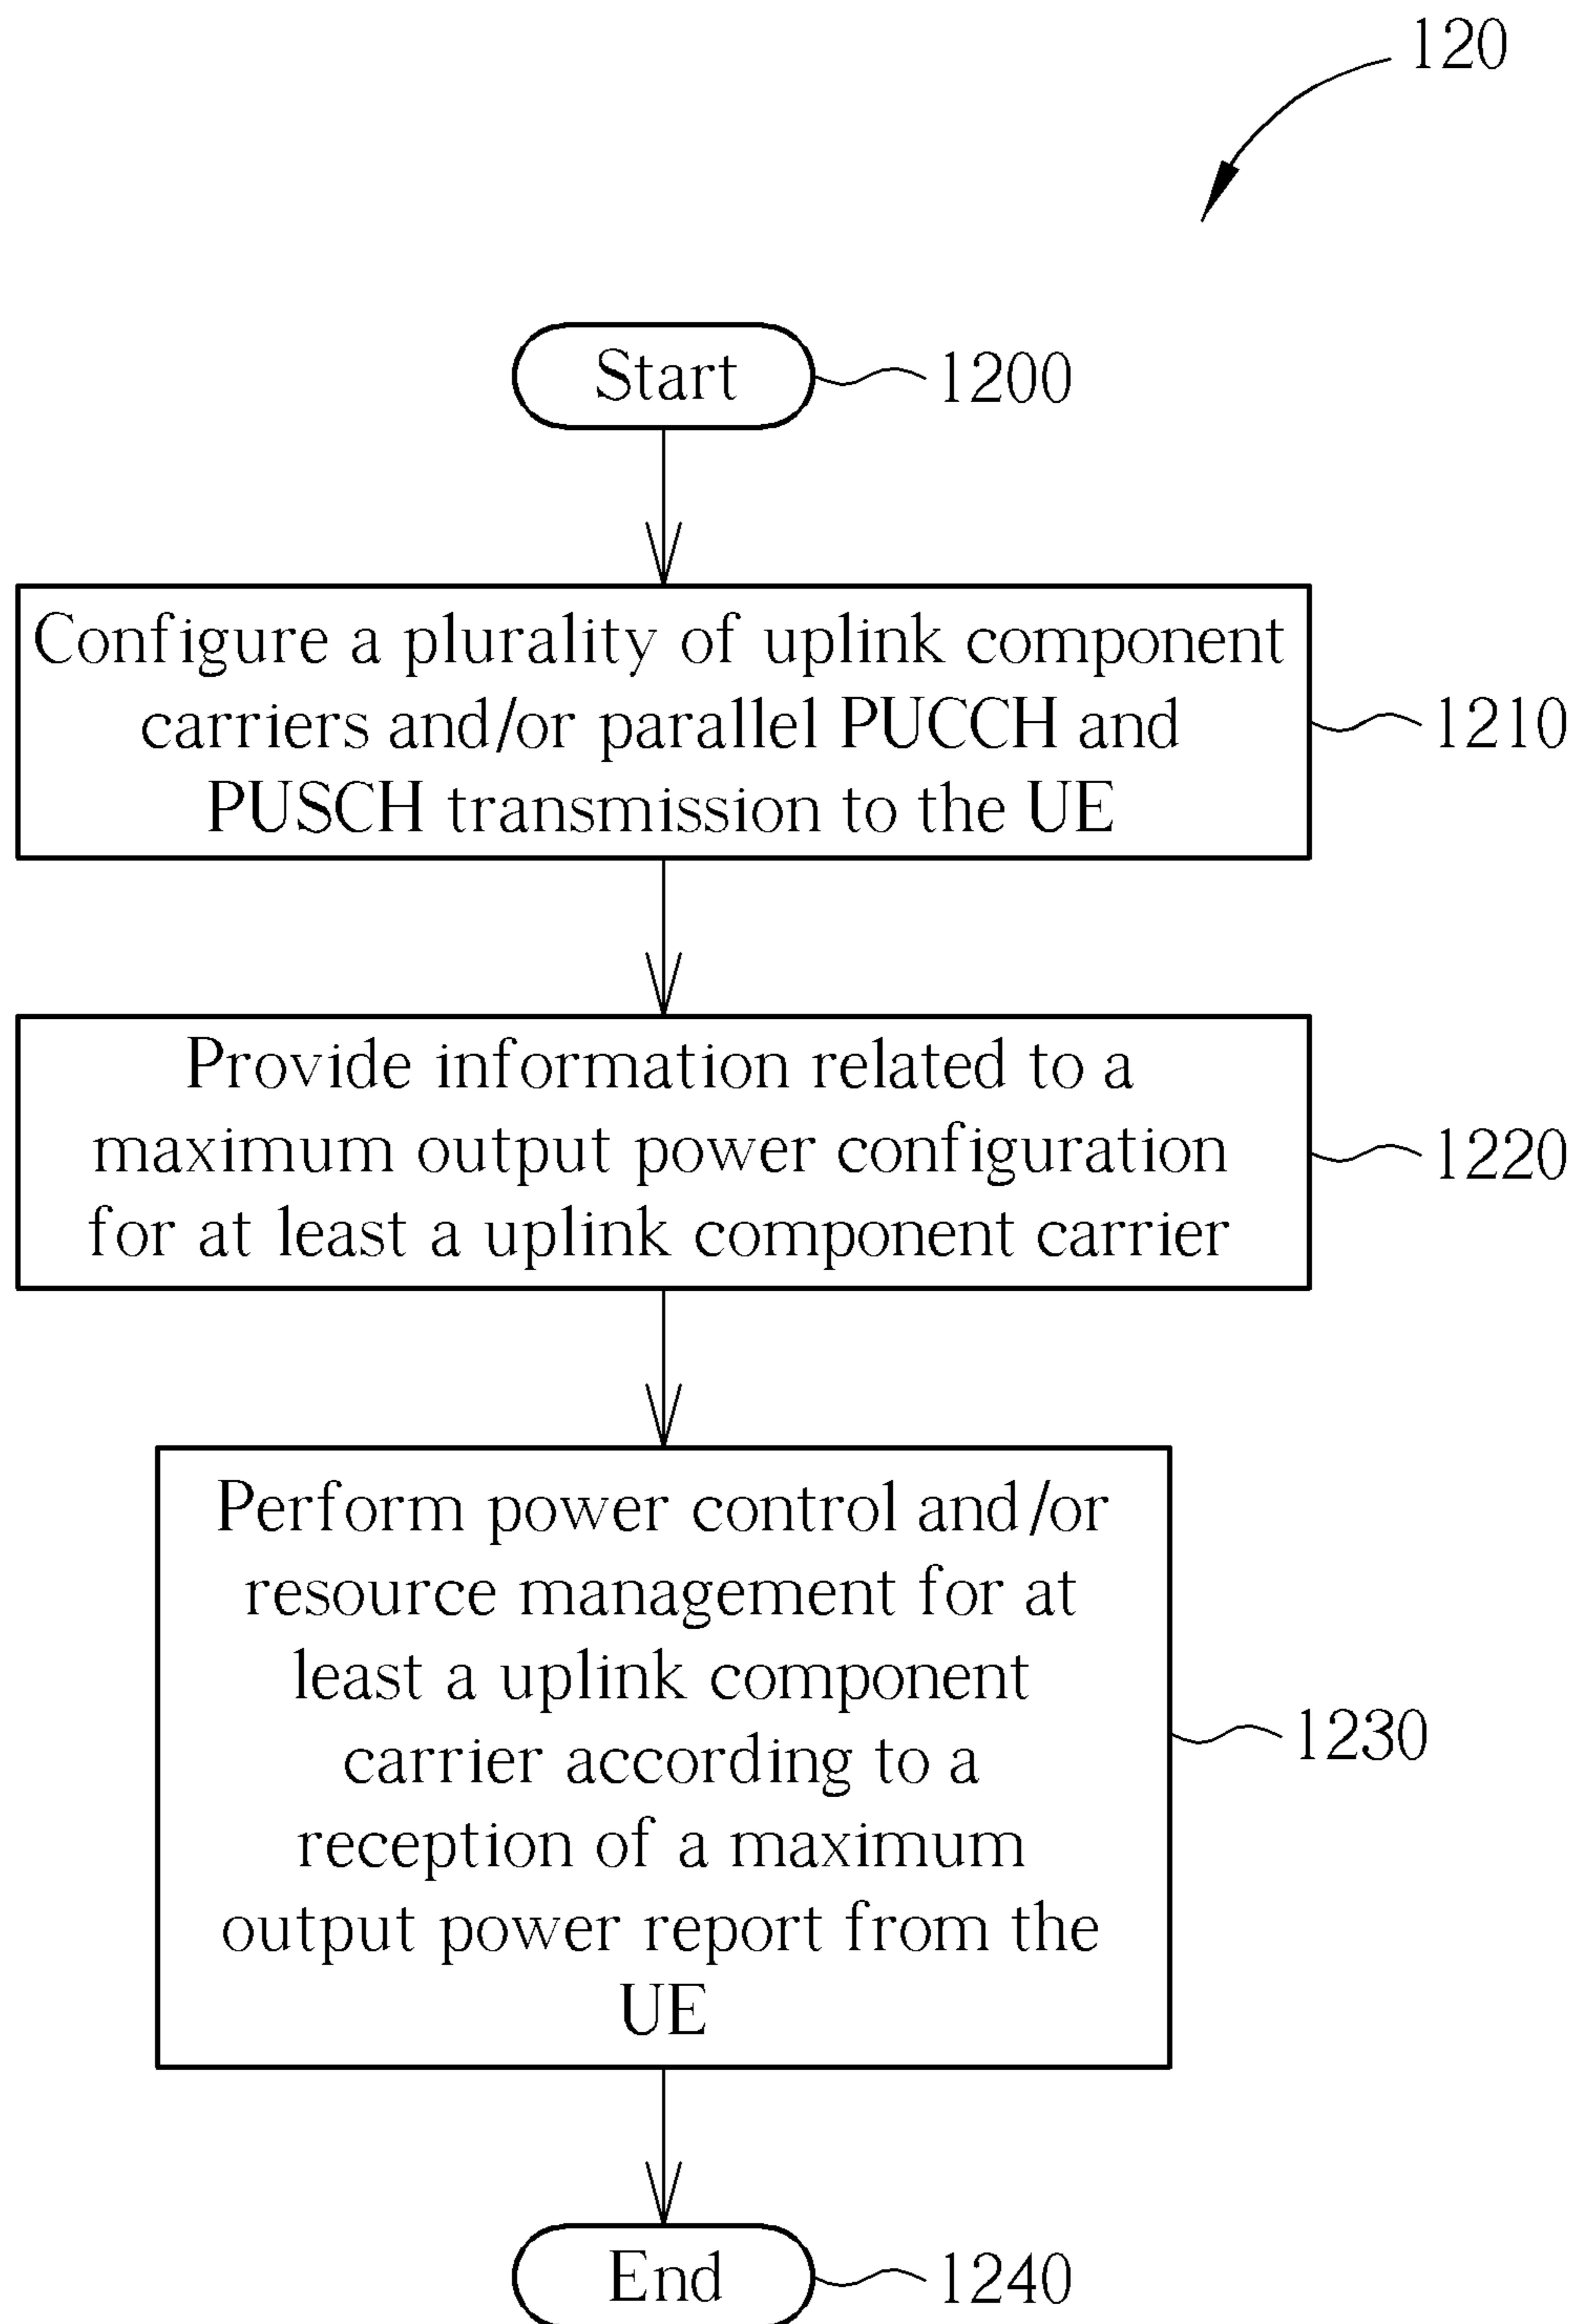 120
Start
1200
Configure a plurality of uplink component
carriers and/or parallel PUCCH and
PUSCH transmission to the UE
1210
Provide information related to a
maximum output power configuration
for at least a uplink component carrier
1220
Perform power control and/or
resource management for at
least a uplink component
carrier according to a
reception of a maximum
output power report from the
UE
1230
End
1240